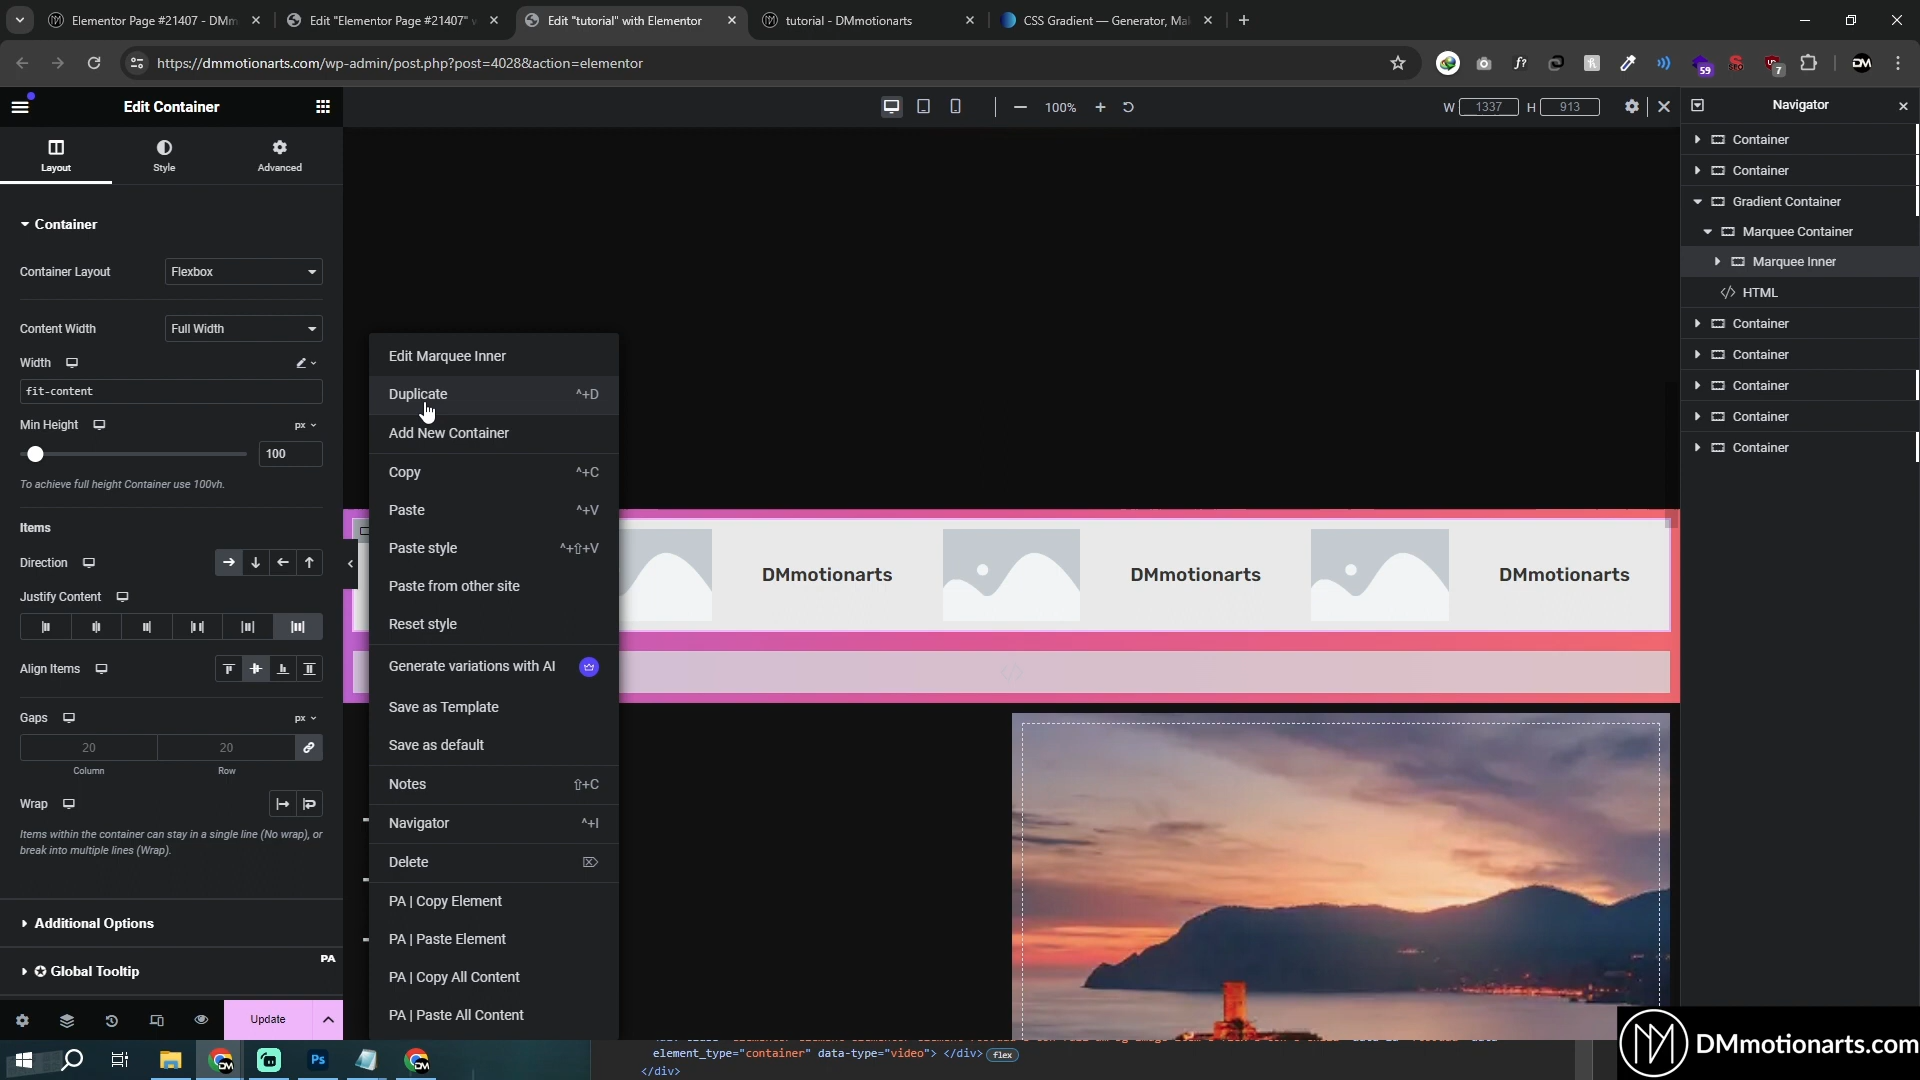 Elementor Page #21407 - DMm
Edit "Elementor Page #21407" w
Edit "tutorial" with Elementor
tutorial - DMmotionarts
CSS Gradient — Generator, Ma
https://dmmotionarts.com/wp-admin/post.php?post=4028&action=elementor
59
7
DM
Edit Container
100%
W 1337 H 913
Navigator
Layout
Style
Advanced
Container
Container Layout
Flexbox
Content Width
Full Width
Width
fit-content
Min Height
px
100
To achieve full height Container use 100vh.
Items
Direction
Justify Content
Align Items
Gaps
px
20
20
Column
Row
Wrap
Items within the container can stay in a single line (No wrap), or
break into multiple lines (Wrap).
Additional Options
PA
Global Tooltip
Update
Edit Marquee Inner
Duplicate ^+D
Add New Container
Copy ^+C
Paste ^+V
Paste style ^+⇧+V
Paste from other site
Reset style
Generate variations with AI
Save as Template
Save as default
Notes ⇧+C
Navigator ^+I
Delete ⌦
PA | Copy Element
PA | Paste Element
PA | Copy All Content
PA | Paste All Content
DMmotionarts
DMmotionarts
DMmotionarts
Container
Container
Gradient Container
Marquee Container
Marquee Inner
</> HTML
Container
Container
Container
Container
Container
element_type="container" data-type="video"> </div> flex
</div>
Ps
DMmotionarts.com